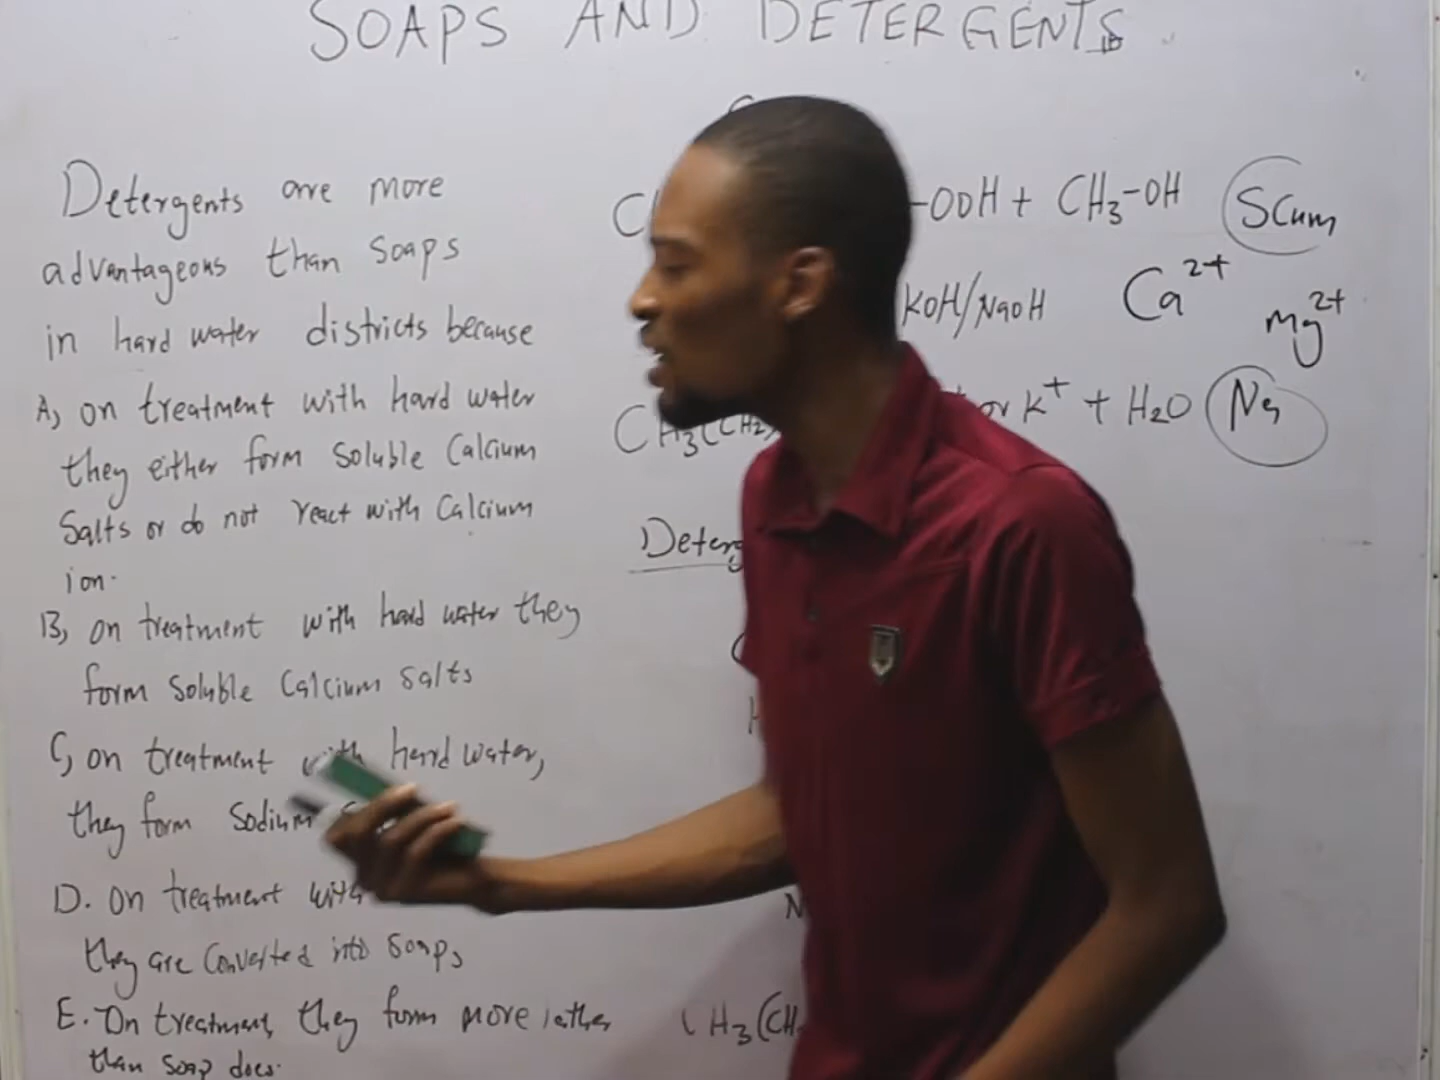 SOAPS AND DETERGENTS
Detergents are more
advantageous than soaps
in hard water districts because
A, on treatment with hard water
they either form soluble Calcium
Salts or do not react with Calcium
ion.
B, on treatment with hard water they
form soluble Calcium salts
C, on treatment with hard water,
they form Sodium
D. On treatment with
they are Converted into soaps
E. On treatment, they form more lather
than soap does.
-OOH + CH₃-OH
Scum
KOH/NaOH
Ca²⁺
Mg²⁺
CH₃(CH₂)
or K⁺ + H₂O
Na
Deterg
CH₃(CH